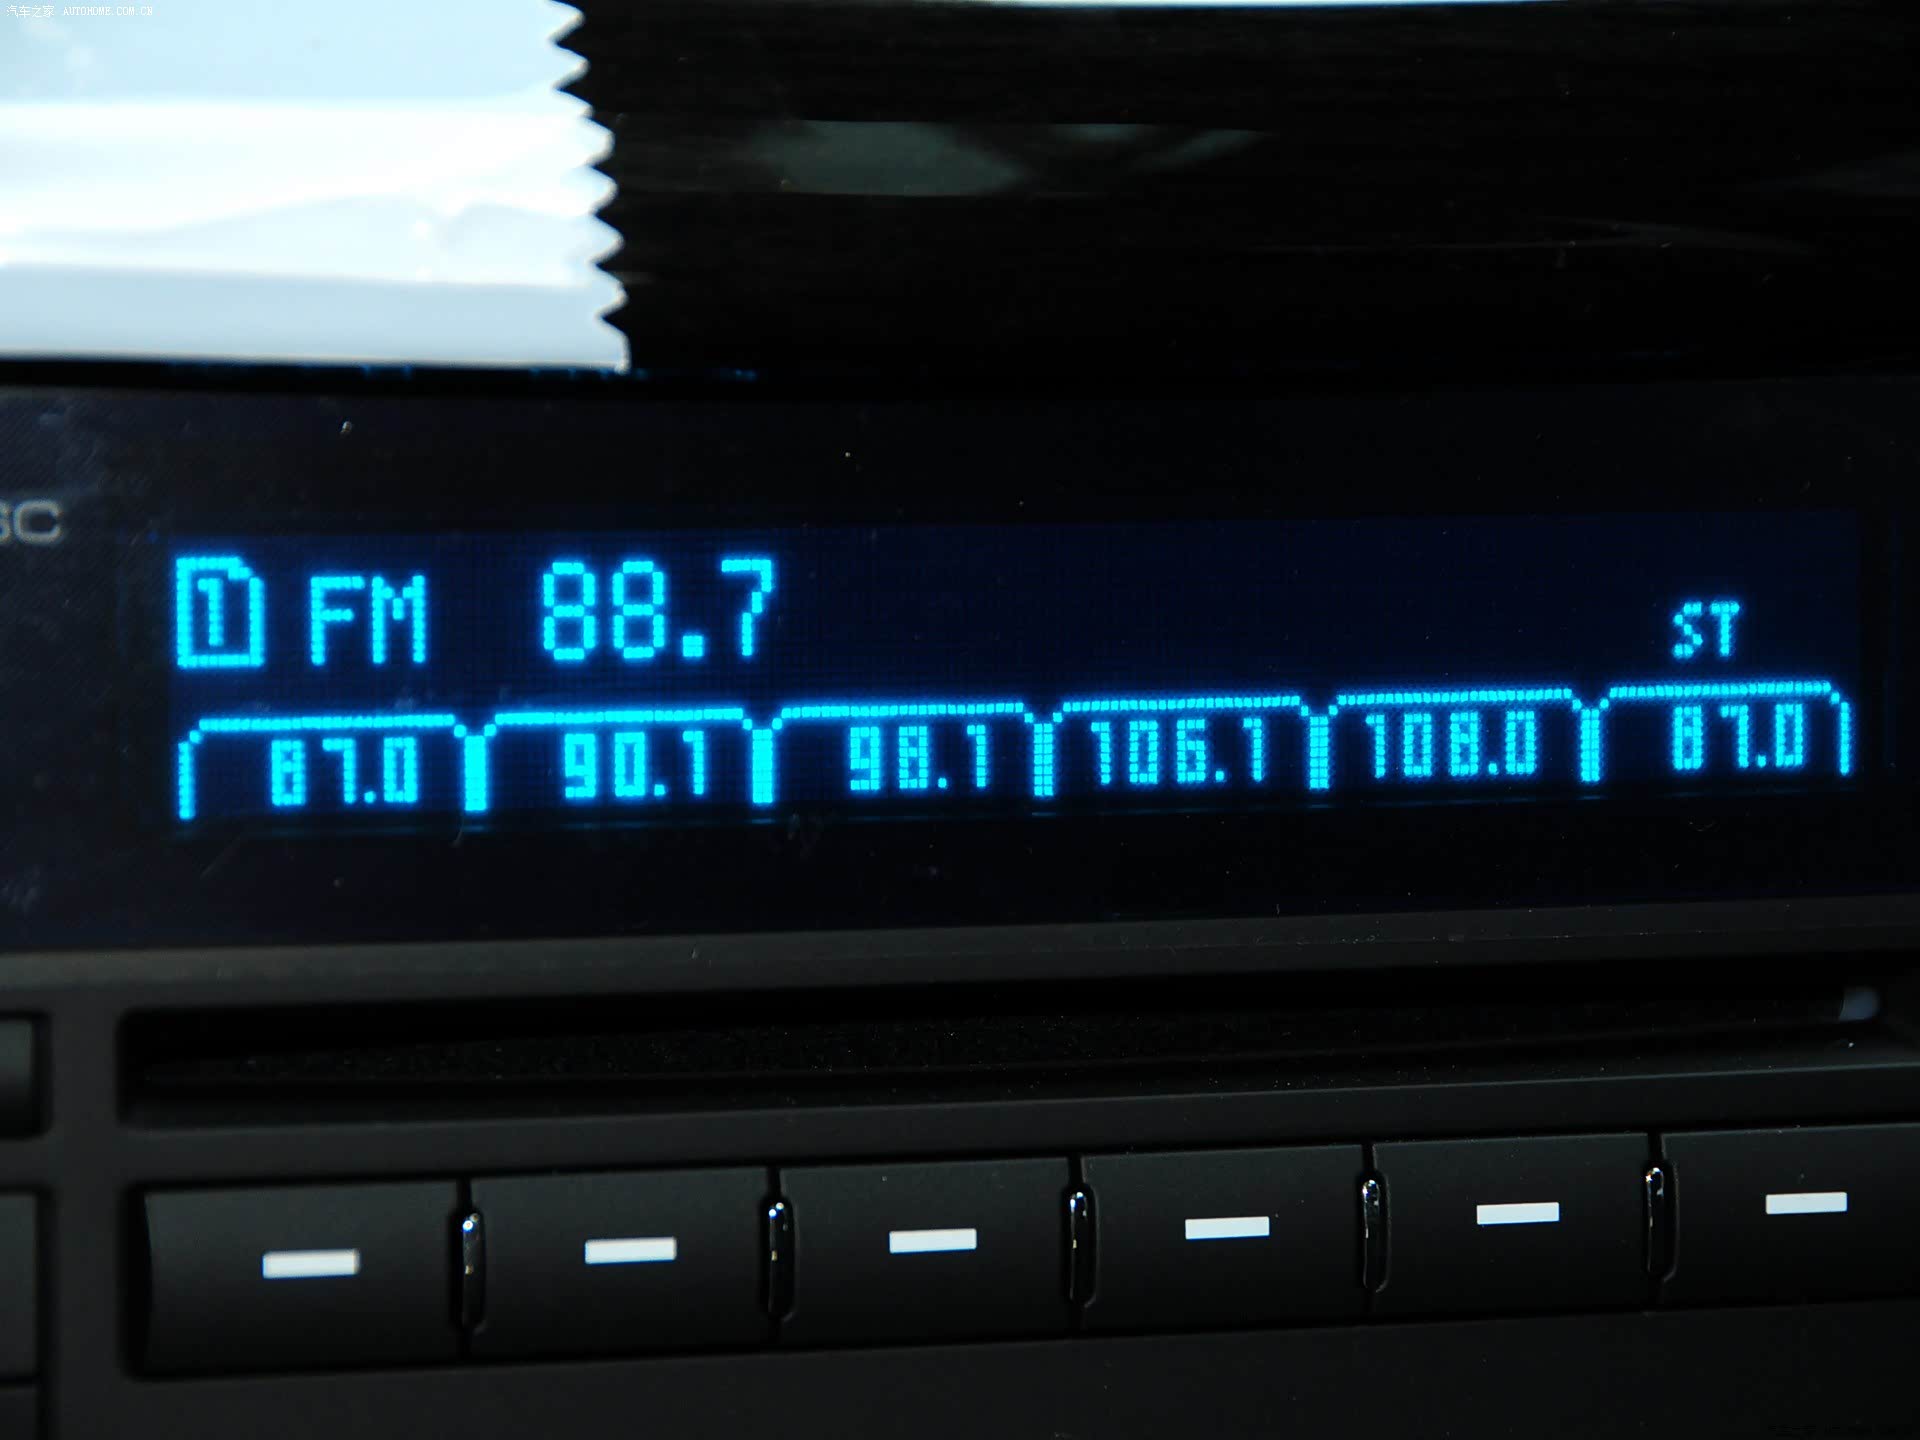 汽车之家 AUTOHOME.COM.CN
SC
1 FM 88.7
ST
87.0 90.1 98.1 106.1 108.0 87.0